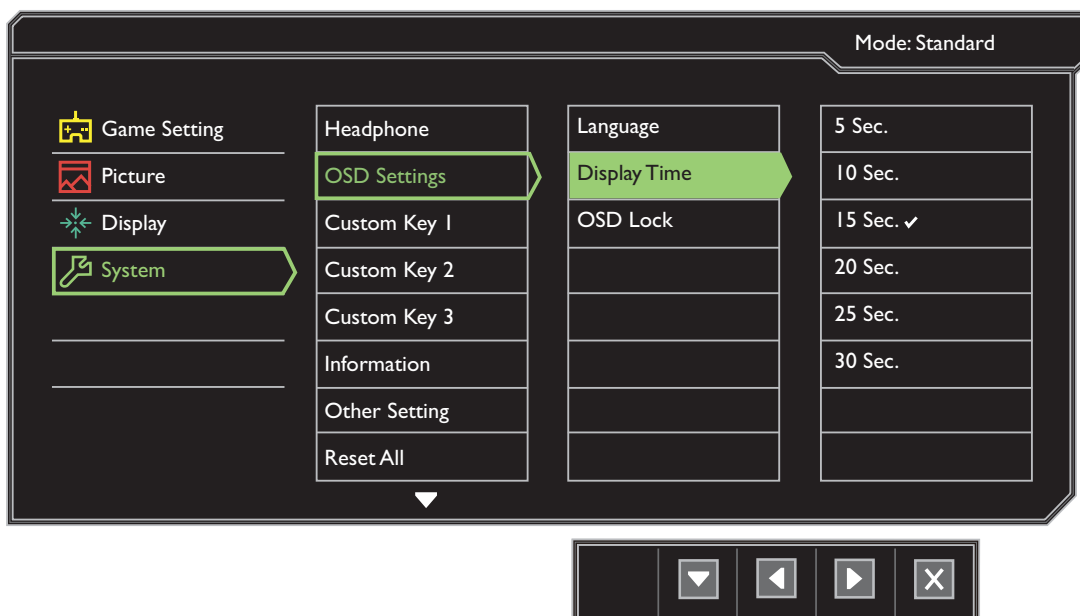 Mode: Standard
Game Setting
Picture
Display
System
Headphone
OSD Settings
Custom Key 1
Custom Key 2
Custom Key 3
Information
Other Setting
Reset All
Language
Display Time
OSD Lock
5 Sec.
10 Sec.
15 Sec. ✓
20 Sec.
25 Sec.
30 Sec.